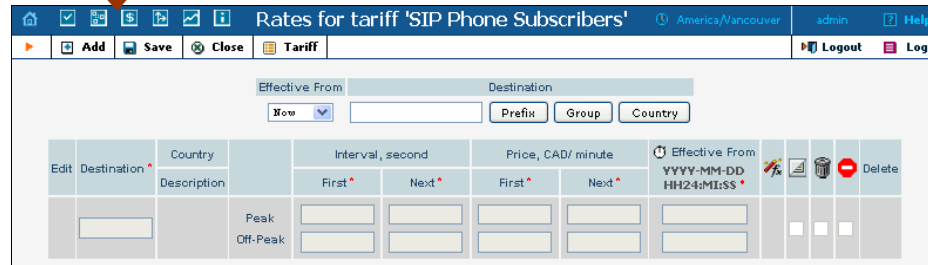 Rates for tariff 'SIP Phone Subscribers' America/Vancouver admin Help
Add Save Close Tariff Logout Log
Effective From Destination
Now Prefix Group Country
Edit Destination * Country Interval, second Price, CAD/ minute Effective From Delete
Description First * Next * First * Next * YYYY-MM-DD
HH24:MI:SS *
Peak
Off-Peak